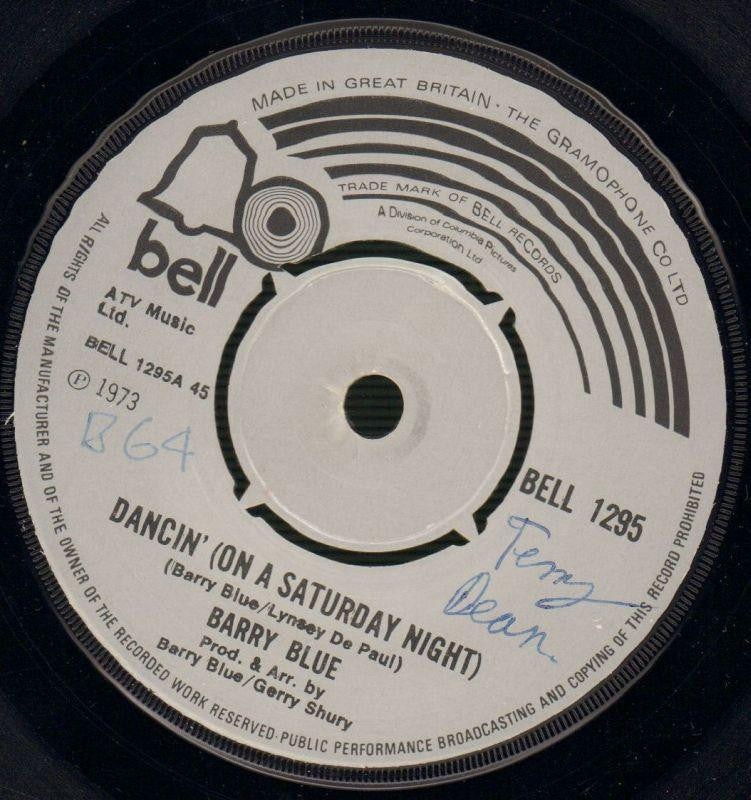 MADE IN GREAT BRITAIN · THE GRAMOPHONE CO LTD
TRADE MARK OF BELL RECORDS
A Division of Columbia Pictures
Corporation Ltd
bell
ATV Music
Ltd.
BELL 1295A 45
Ⓟ 1973
B64
BELL 1295
Terry
Dean.
DANCIN' (ON A SATURDAY NIGHT)
(Barry Blue/Lynsey De Paul)
BARRY BLUE
Prod. & Arr. by
Barry Blue/Gerry Shury
ALL RIGHTS OF THE MANUFACTURER AND OF THE OWNER OF THE RECORDED WORK RESERVED · PUBLIC PERFORMANCE BROADCASTING AND COPYING OF THIS RECORD PROHIBITED